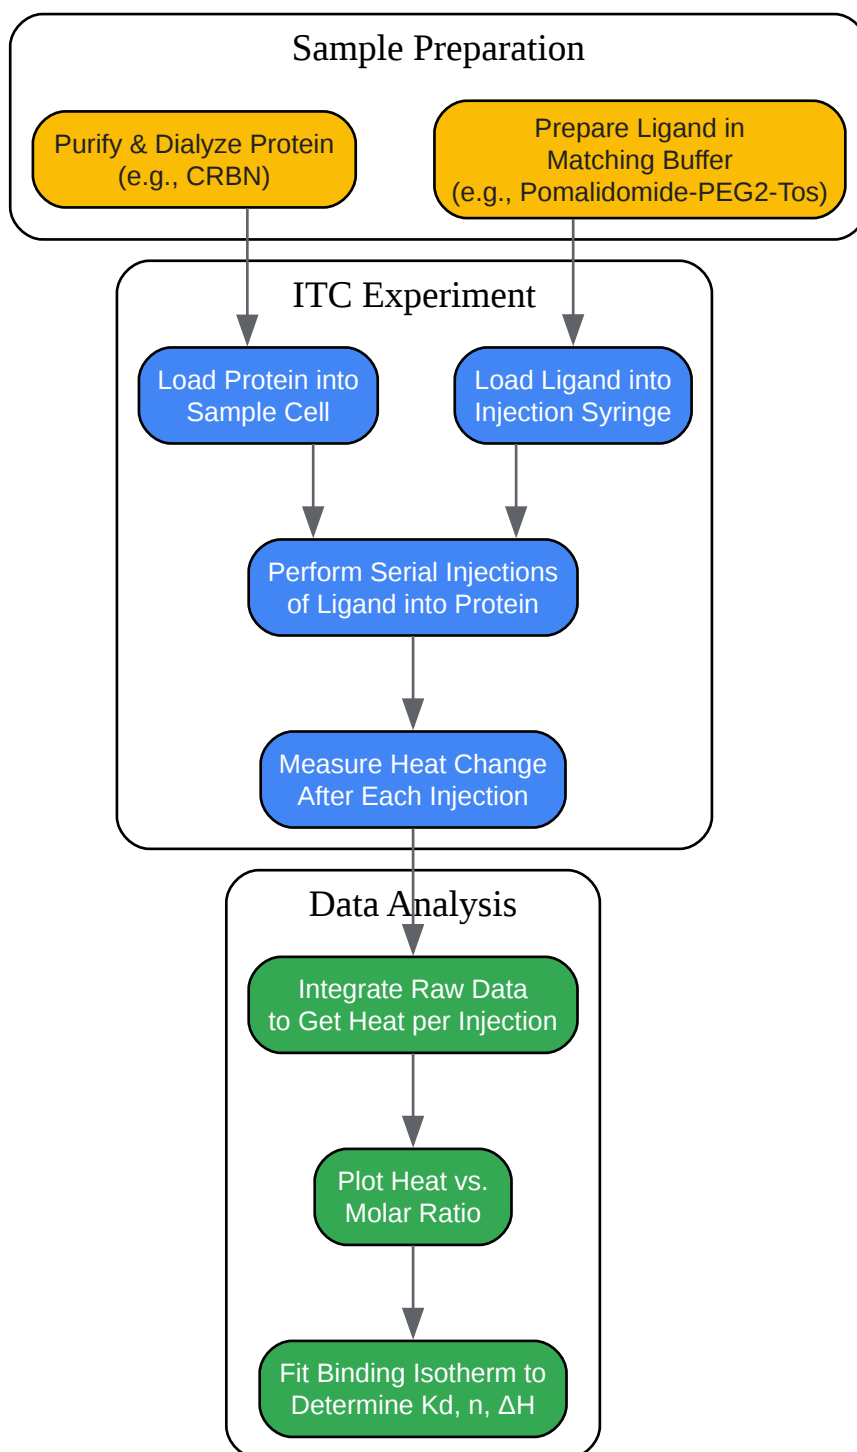 Sample Preparation
Purify & Dialyze Protein
(e.g., CRBN)
Prepare Ligand in
Matching Buffer
(e.g., Pomalidomide-PEG2-Tos)
ITC Experiment
Load Protein into
Sample Cell
Load Ligand into
Injection Syringe
Perform Serial Injections
of Ligand into Protein
Measure Heat Change
After Each Injection
Data Analysis
Integrate Raw Data
to Get Heat per Injection
Plot Heat vs.
Molar Ratio
Fit Binding Isotherm to
Determine Kd, n, ΔH